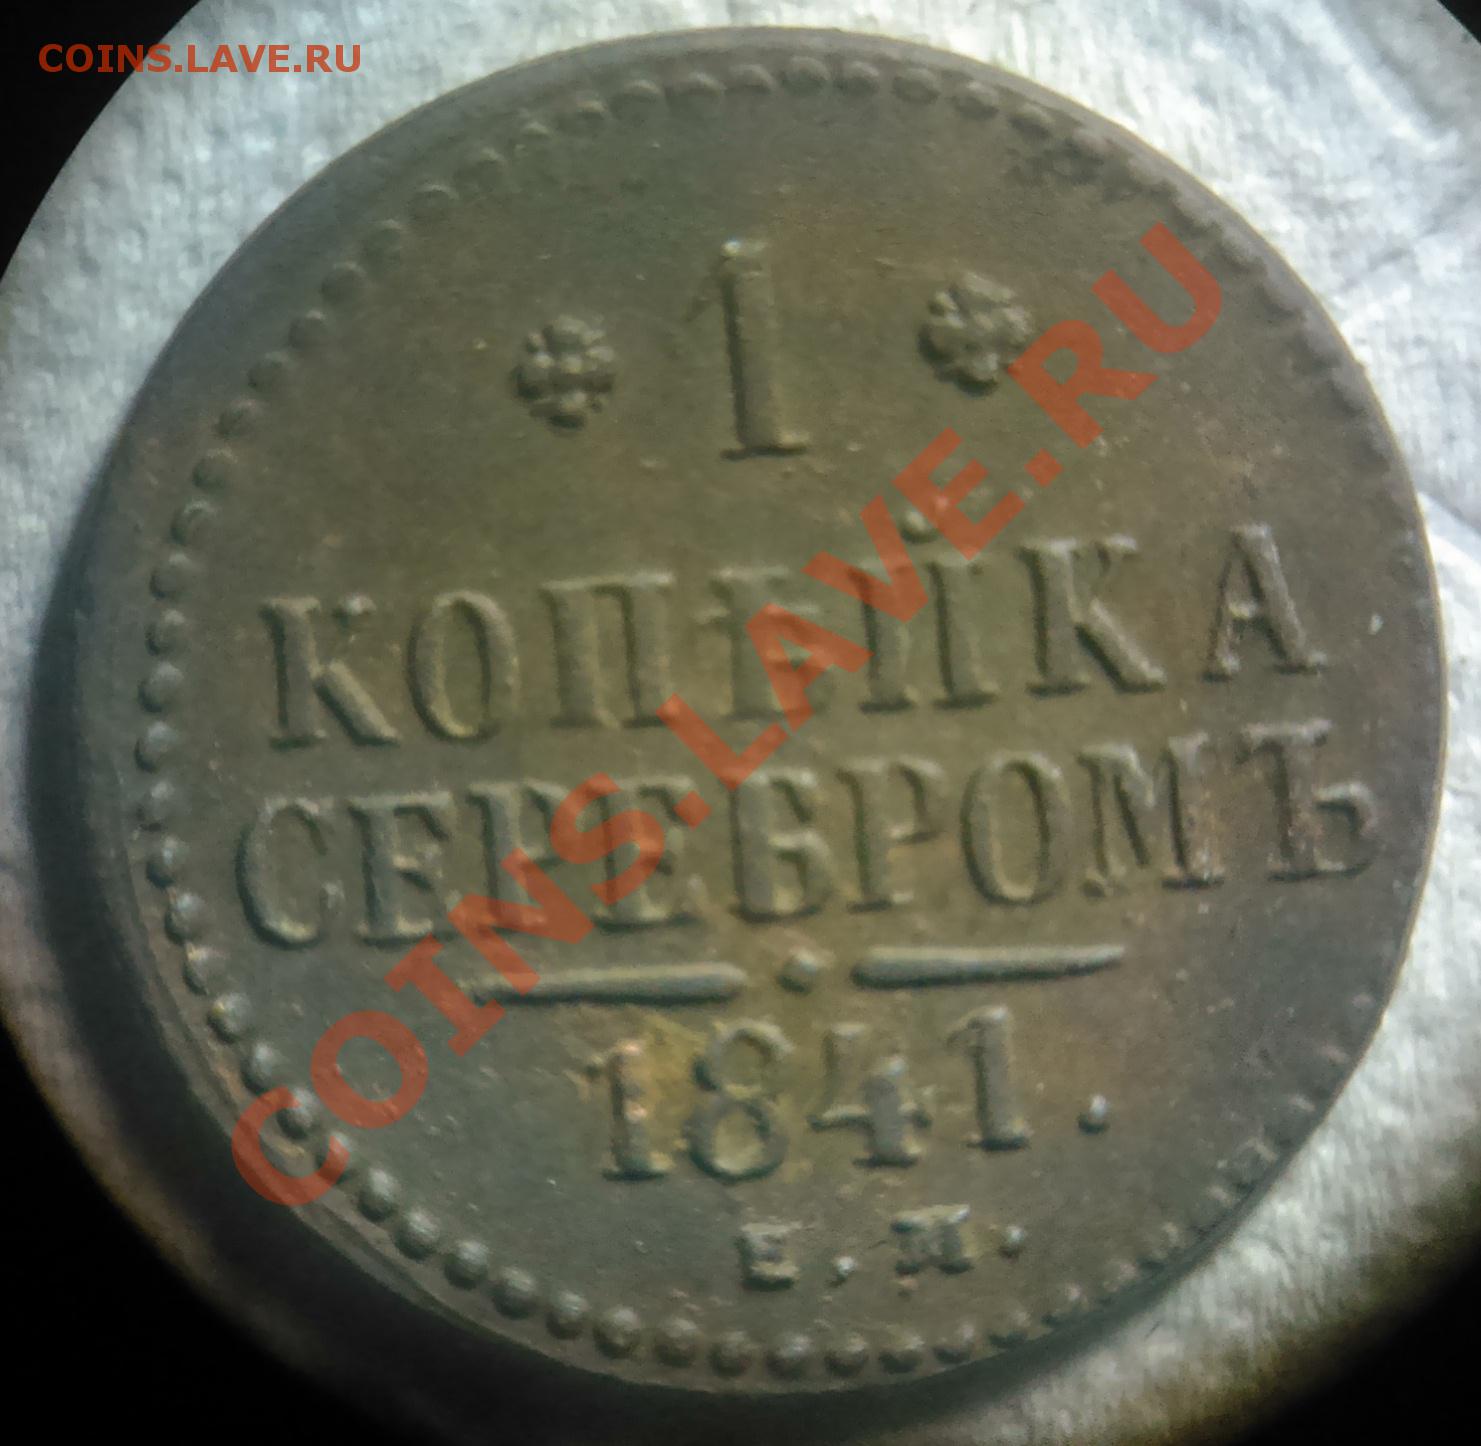 COINS.LAVE.RU
1
КОПѢЙКА
СЕРЕБРОМЪ
1841.
Е.М.
COINS.LAVE.RU